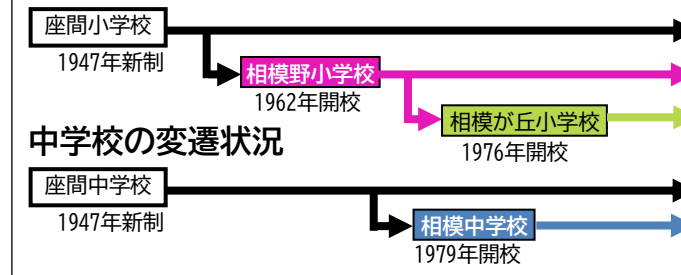 座間小学校
1947年新制
相模野小学校
1962年開校
相模が丘小学校
1976年開校
中学校の変遷状況
座間中学校
1947年新制
相模中学校
1979年開校